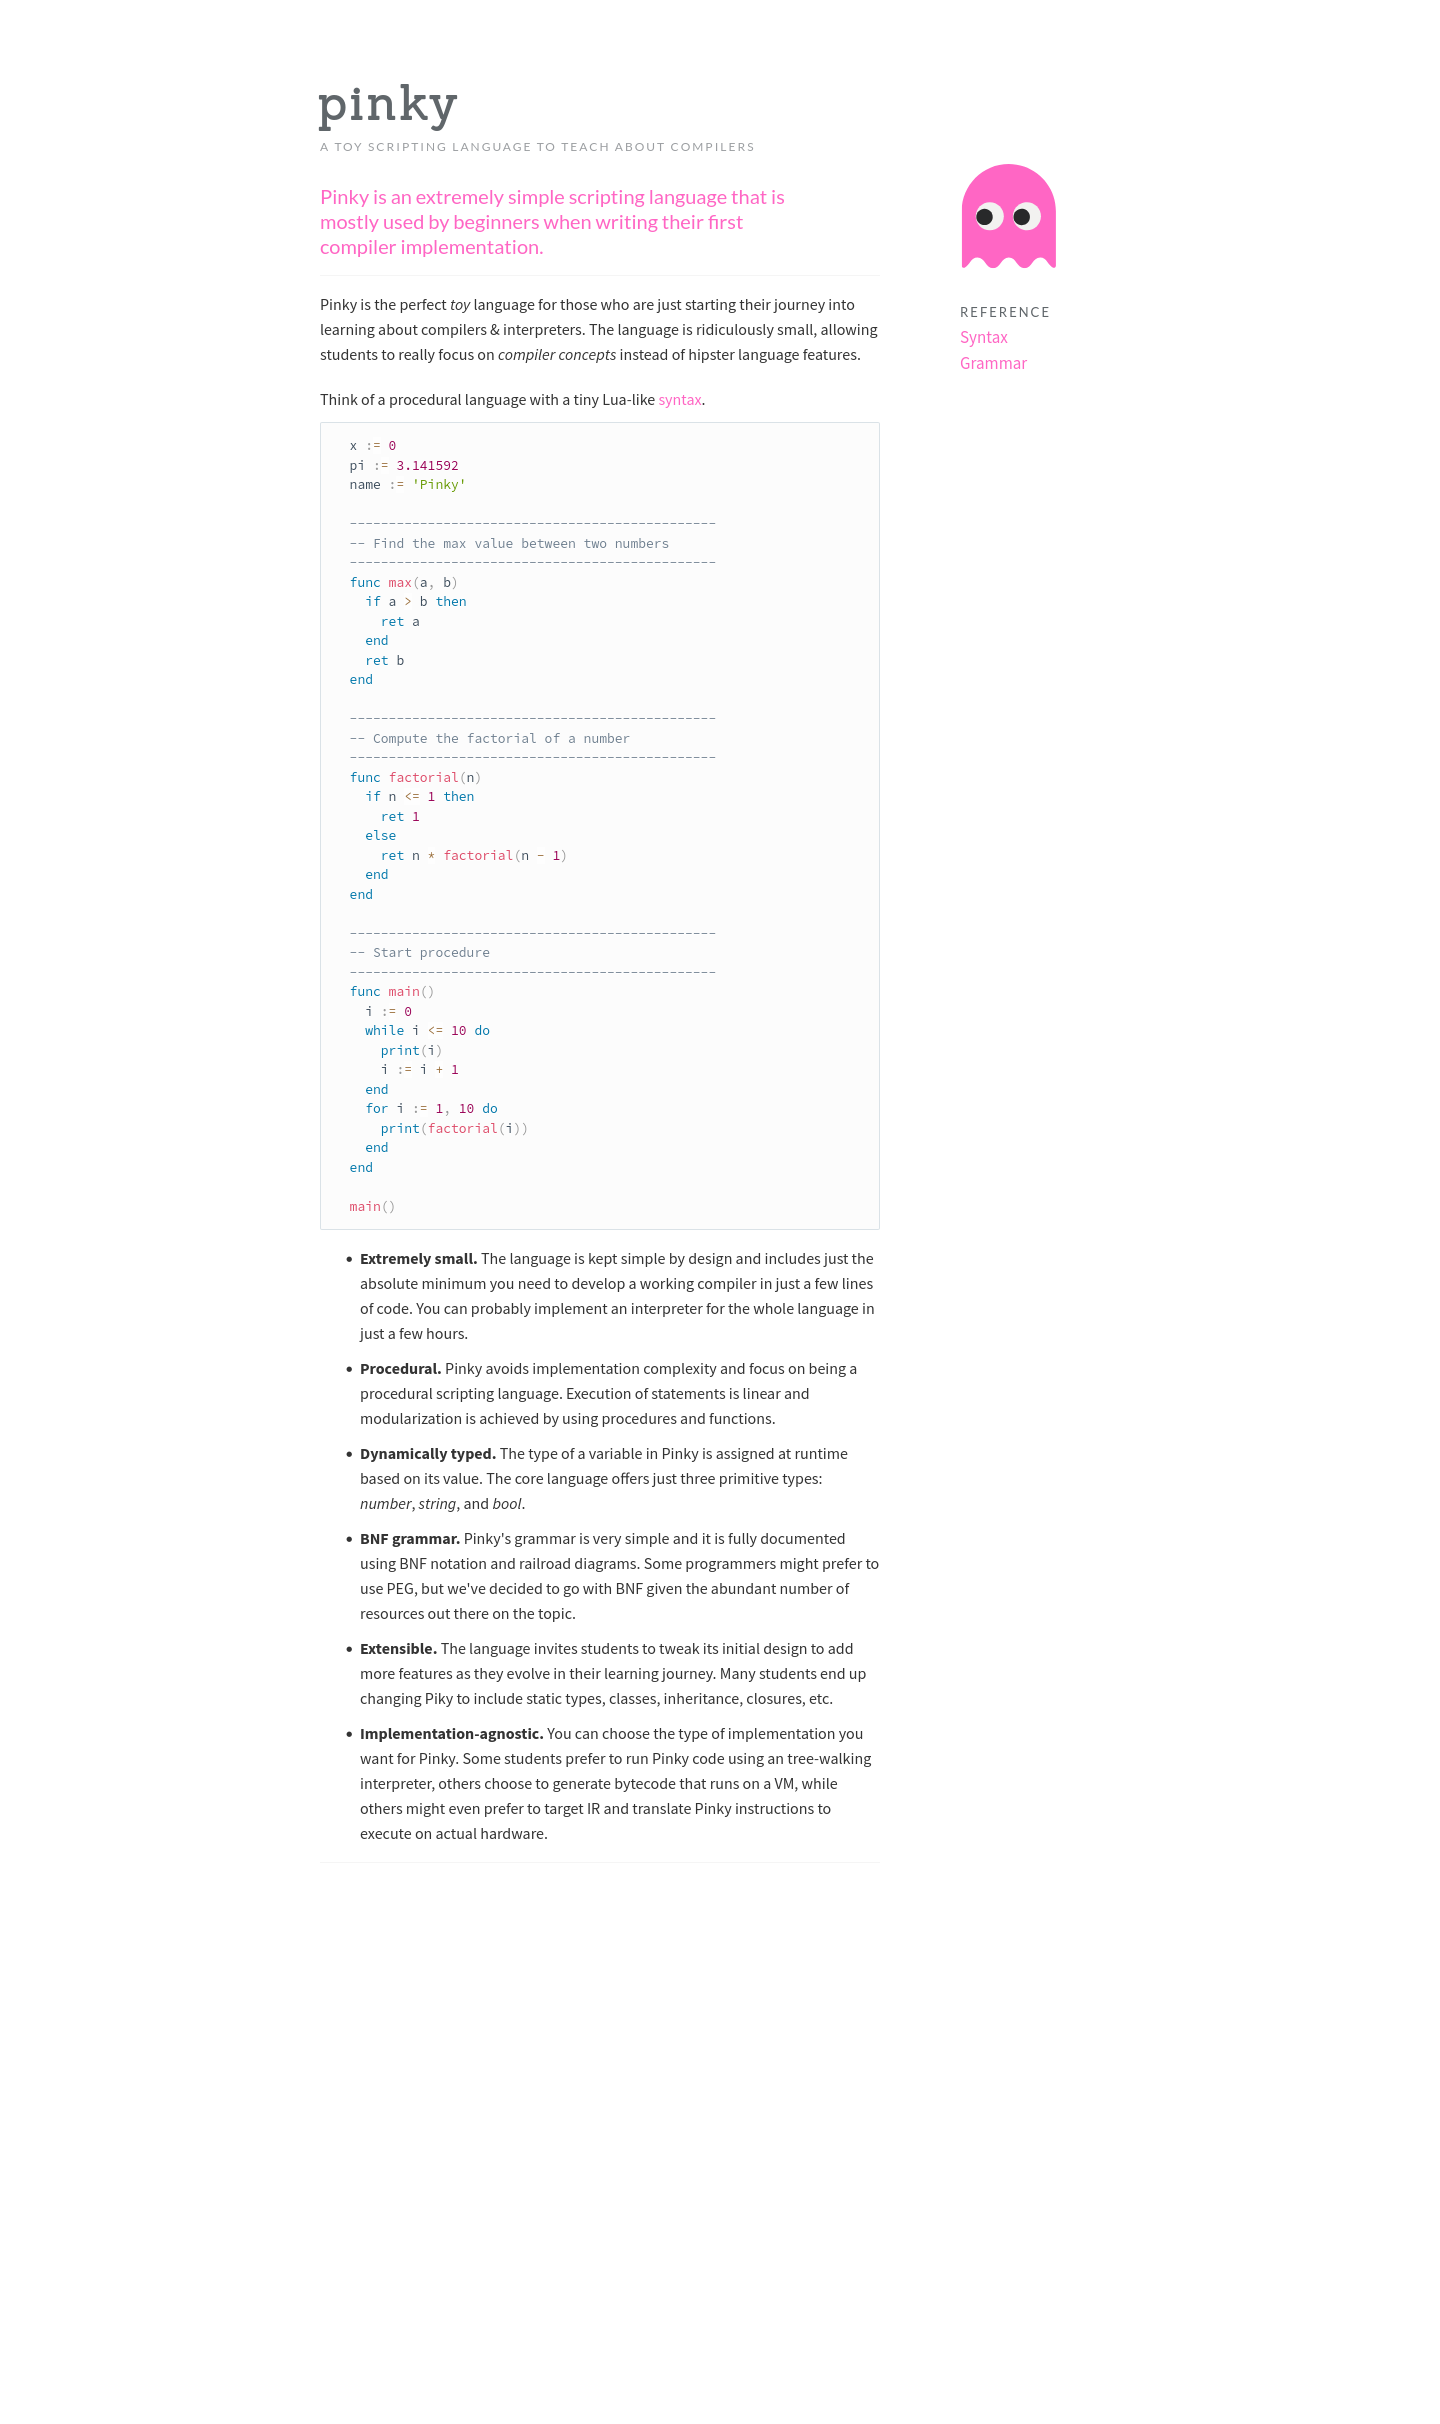 pinky
A TOY SCRIPTING LANGUAGE TO TEACH ABOUT COMPILERS
Pinky is an extremely simple scripting language that is
mostly used by beginners when writing their first
compiler implementation.
Pinky is the perfect toy language for those who are just starting their journey into
learning about compilers & interpreters. The language is ridiculously small, allowing
students to really focus on compiler concepts instead of hipster language features.
Think of a procedural language with a tiny Lua-like syntax.
x := 0
pi := 3.141592
name := 'Pinky'
-----------------------------------------------
-- Find the max value between two numbers
-----------------------------------------------
func max(a, b)
  if a > b then
    ret a
  end
  ret b
end
-----------------------------------------------
-- Compute the factorial of a number
-----------------------------------------------
func factorial(n)
  if n <= 1 then
    ret 1
  else
    ret n * factorial(n - 1)
  end
end
-----------------------------------------------
-- Start procedure
-----------------------------------------------
func main()
  i := 0
  while i <= 10 do
    print(i)
    i := i + 1
  end
  for i := 1, 10 do
    print(factorial(i))
  end
end
main()
• Extremely small. The language is kept simple by design and includes just the
absolute minimum you need to develop a working compiler in just a few lines
of code. You can probably implement an interpreter for the whole language in
just a few hours.
• Procedural. Pinky avoids implementation complexity and focus on being a
procedural scripting language. Execution of statements is linear and
modularization is achieved by using procedures and functions.
• Dynamically typed. The type of a variable in Pinky is assigned at runtime
based on its value. The core language offers just three primitive types:
number, string, and bool.
• BNF grammar. Pinky's grammar is very simple and it is fully documented
using BNF notation and railroad diagrams. Some programmers might prefer to
use PEG, but we've decided to go with BNF given the abundant number of
resources out there on the topic.
• Extensible. The language invites students to tweak its initial design to add
more features as they evolve in their learning journey. Many students end up
changing Piky to include static types, classes, inheritance, closures, etc.
• Implementation-agnostic. You can choose the type of implementation you
want for Pinky. Some students prefer to run Pinky code using an tree-walking
interpreter, others choose to generate bytecode that runs on a VM, while
others might even prefer to target IR and translate Pinky instructions to
execute on actual hardware.
REFERENCE
Syntax
Grammar